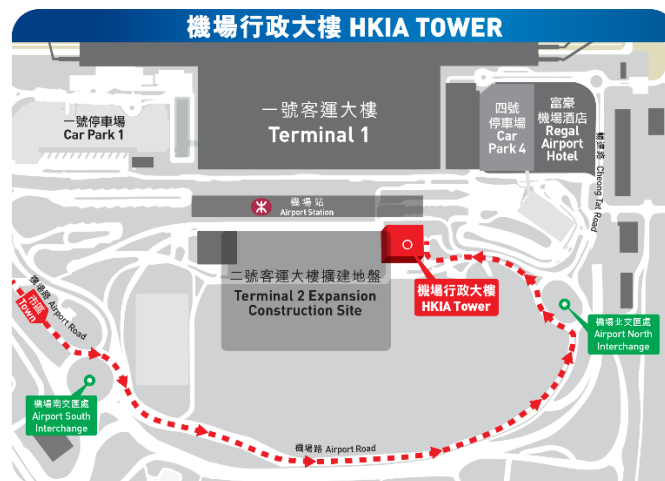 機場行政大樓 HKIA TOWER
一號停車場
Car Park 1
一號客運大樓
Terminal 1
四號
停車場
Car
Park 4
富豪
機場酒店
Regal
Airport
Hotel
暢達路 Cheong Tat Road
機場站
Airport Station
二號客運大樓擴建地盤
Terminal 2 Expansion
Construction Site
機場行政大樓
HKIA Tower
機場北交匯處
Airport North
Interchange
機場路 Airport Road
市區
Town
機場南交匯處
Airport South
Interchange
機場路 Airport Road